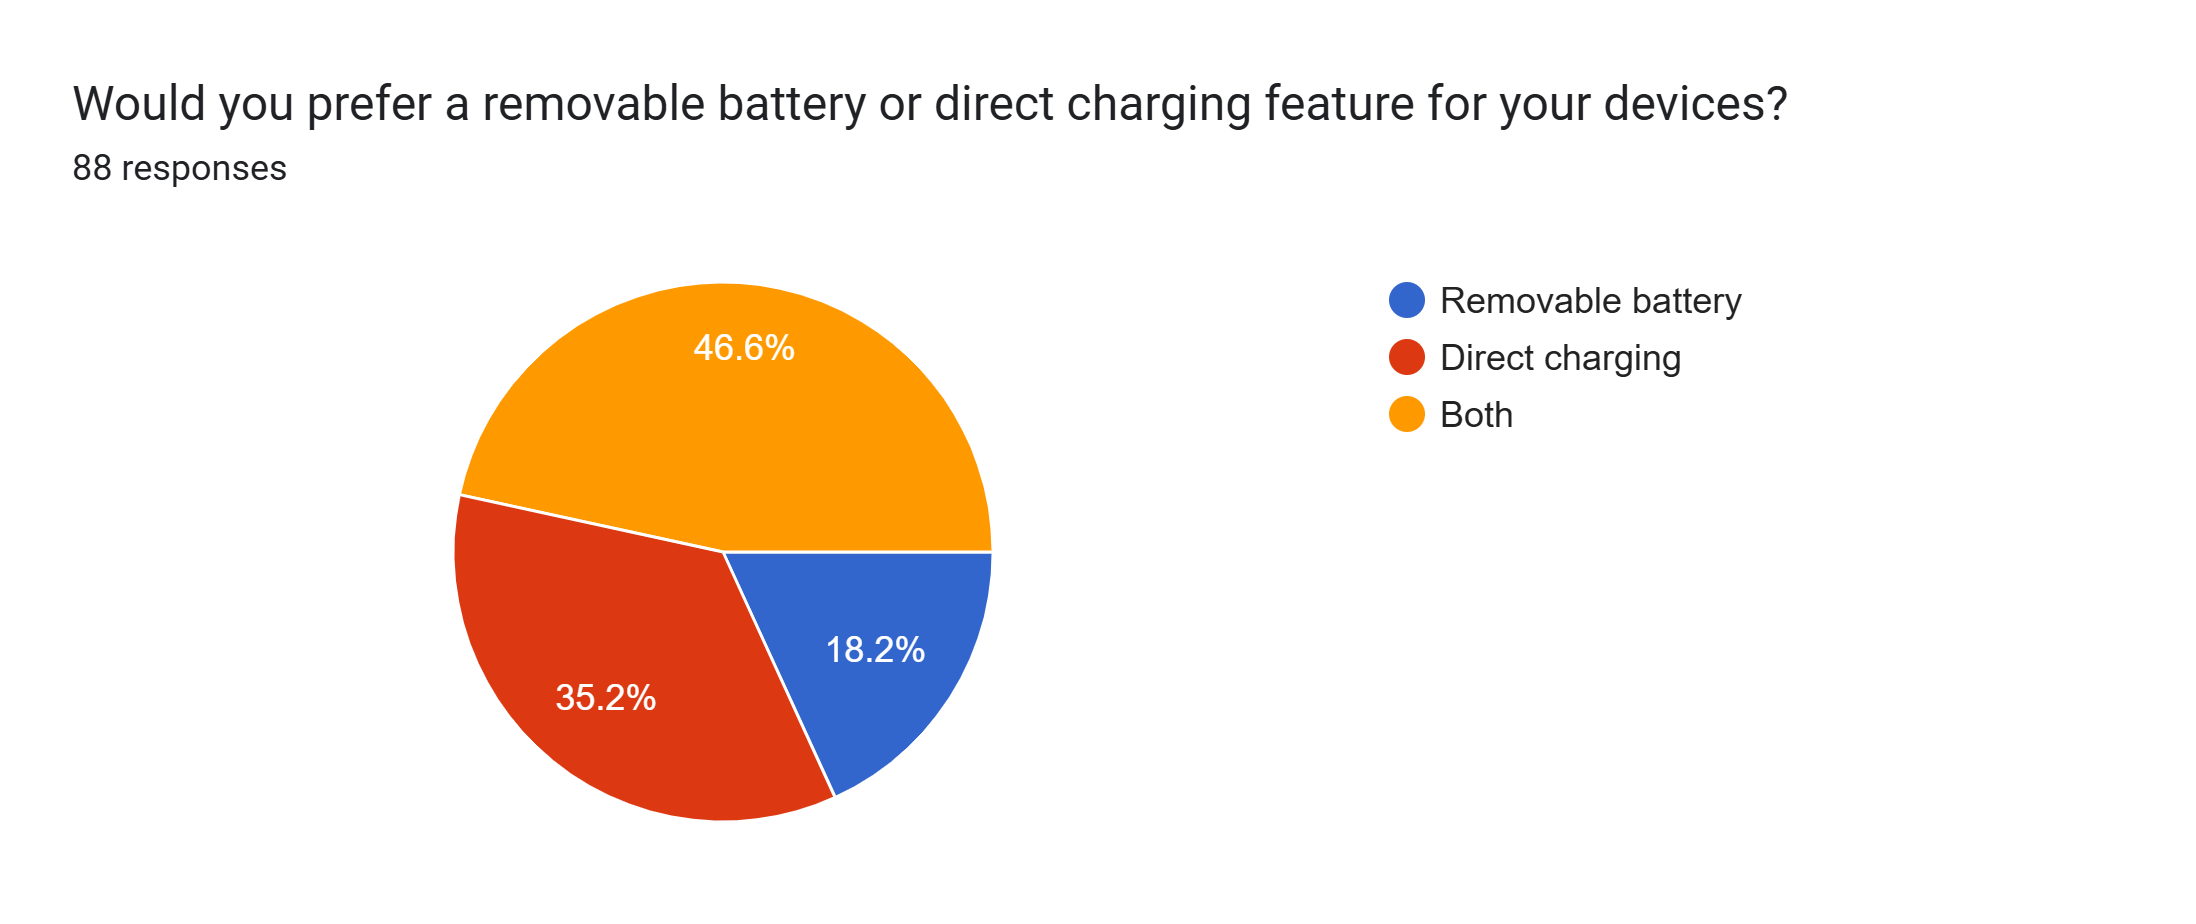 Would you prefer a removable battery or direct charging feature for your devices?
88 responses
46.6%
18.2%
35.2%
Removable battery
Direct charging
Both